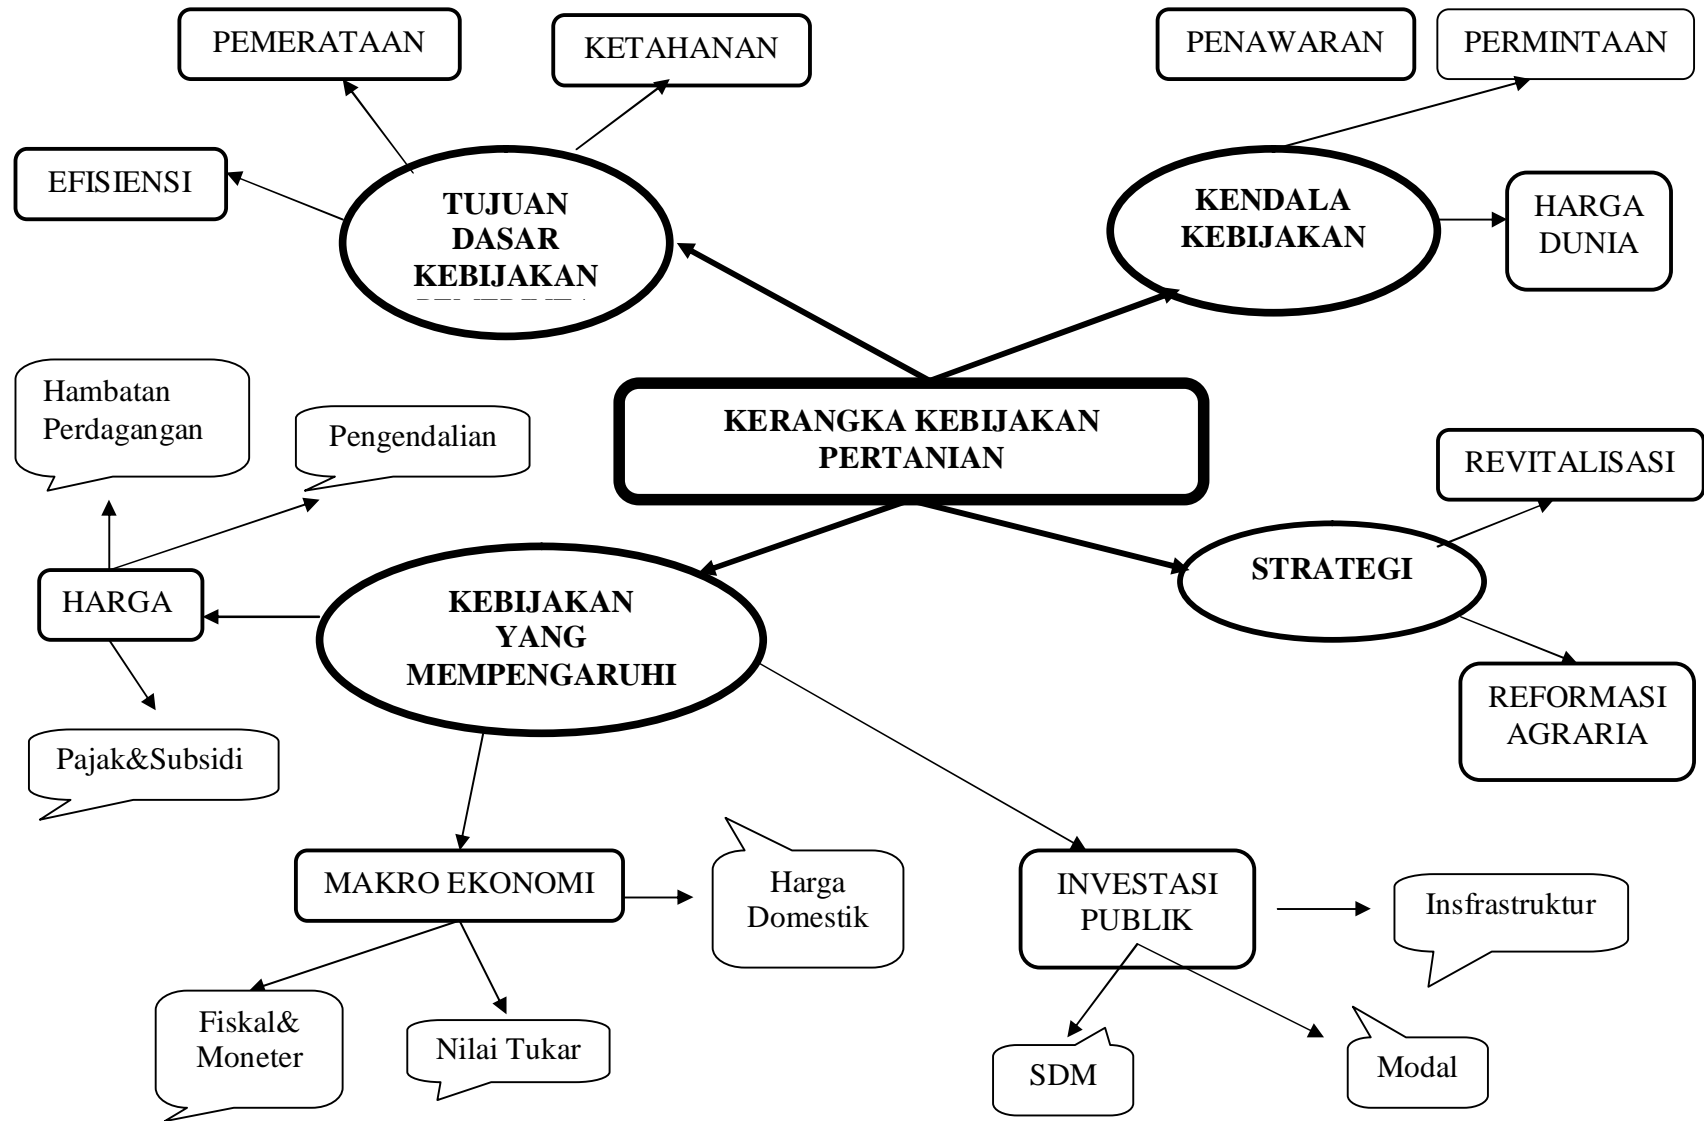 PEMERATAAN
KETAHANAN
PENAWARAN
PERMINTAAN
EFISIENSI
TUJUAN
DASAR
KEBIJAKAN
KENDALA
KEBIJAKAN
HARGA
DUNIA
Hambatan
Perdagangan
Pengendalian
KERANGKA KEBIJAKAN
PERTANIAN
REVITALISASI
HARGA
KEBIJAKAN
YANG
MEMPENGARUHI
STRATEGI
REFORMASI
AGRARIA
Pajak&Subsidi
MAKRO EKONOMI
Harga
Domestik
INVESTASI
PUBLIK
Insfrastruktur
Fiskal&
Moneter
Nilai Tukar
SDM
Modal